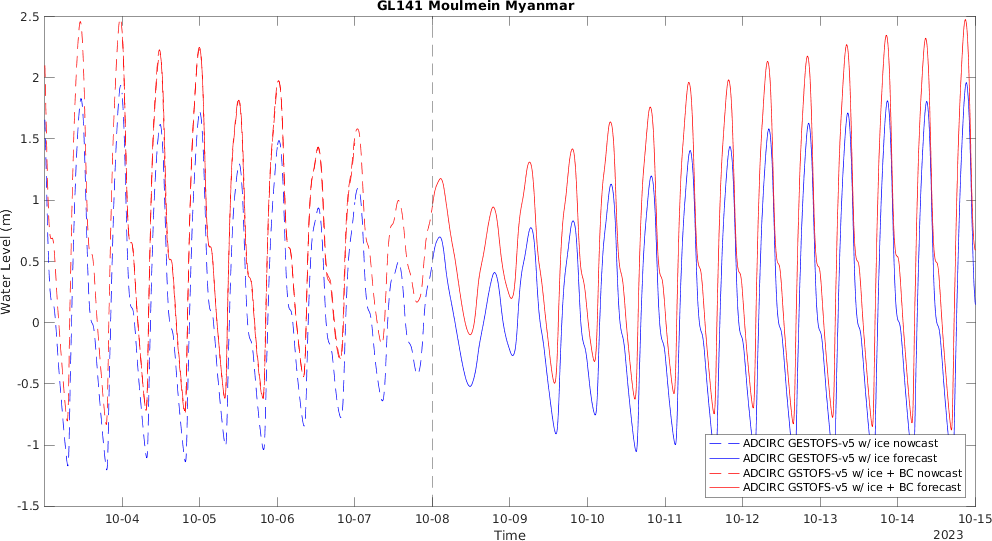 GL141 Moulmein Myanmar
2.5
2
1.5
1
0.5
0
-0.5
-1
-1.5
Water Level (m)
ADCIRC GESTOFS-v5 w/ ice nowcast
ADCIRC GESTOFS-v5 w/ ice forecast
ADCIRC GSTOFS-v5 w/ ice + BC nowcast
ADCIRC GSTOFS-v5 w/ ice + BC forecast
10-04 10-05 10-06 10-07 10-08 10-09 10-10 10-11 10-12 10-13 10-14 10-15
Time
2023